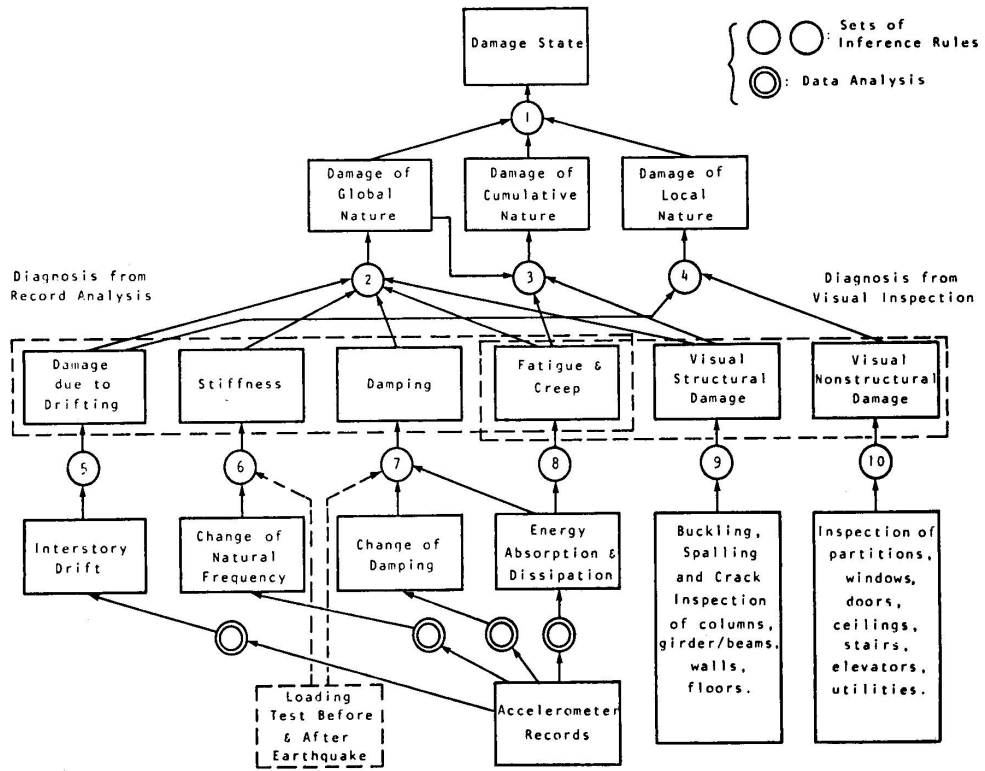 Damage State
: Sets of
Inference Rules
: Data Analysis
1
Damage of
Global
Nature
Damage of
Cumulative
Nature
Damage of
Local
Nature
Diagnosis from
Record Analysis
2
3
4
Diagnosis from
Visual Inspection
Damage
due to
Drifting
Stiffness
Damping
Fatigue &
Creep
Visual
Structural
Damage
Visual
Nonstructural
Damage
5
6
7
8
9
10
Interstory
Drift
Change of
Natural
Frequency
Change of
Damping
Energy
Absorption &
Dissipation
Buckling,
Spalling
and Crack
Inspection
of columns,
girder/beams,
walls,
floors.
Inspection of
partitions,
windows,
doors,
ceilings,
stairs,
elevators,
utilities.
Loading
Test Before
& After
Earthquake
Accelerometer
Records